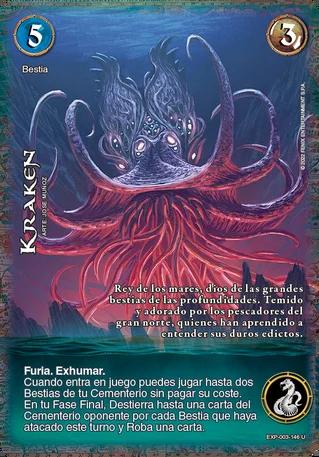 5
3
Bestia
KRAKEN
ARTE: JOSE MUÑOZ
© 2022 FENIX ENTERTAINMENT S.P.A.
Rey de los mares, dios de las grandes
bestias de las profundidades. Temido
y adorado por los pescadores del
gran norte, quienes han aprendido a
entender sus duros edictos.
Furia. Exhumar.
Cuando entra en juego puedes jugar hasta dos
Bestias de tu Cementerio sin pagar su coste.
En tu Fase Final, Destierra hasta una carta del
Cementerio oponente por cada Bestia que haya
atacado este turno y Roba una carta.
EXP-003-146 U